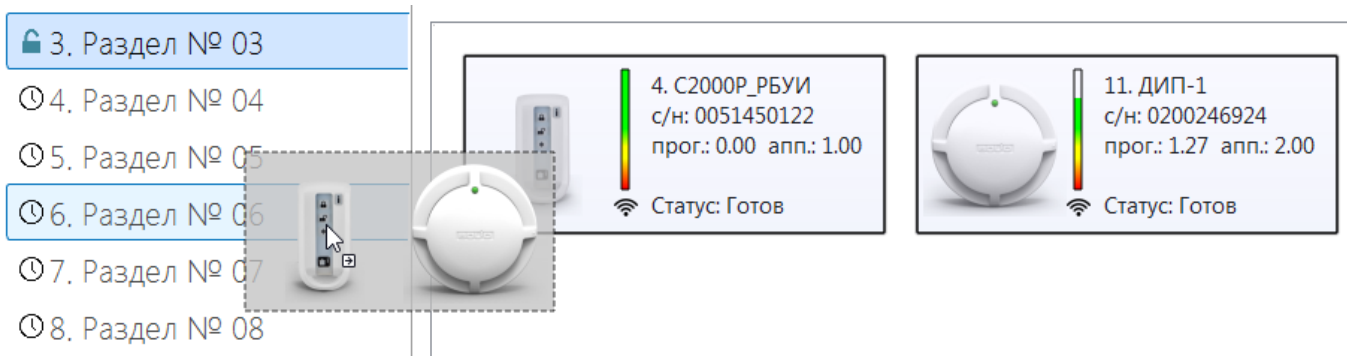 3. Раздел № 03
4. Раздел № 04
5. Раздел № 05
6. Раздел № 06
7. Раздел № 07
8. Раздел № 08
4. С2000Р_РБУИ
с/н: 0051450122
прог.: 0.00 апп.: 1.00
Статус: Готов
11. ДИП-1
с/н: 0200246924
прог.: 1.27 апп.: 2.00
Статус: Готов